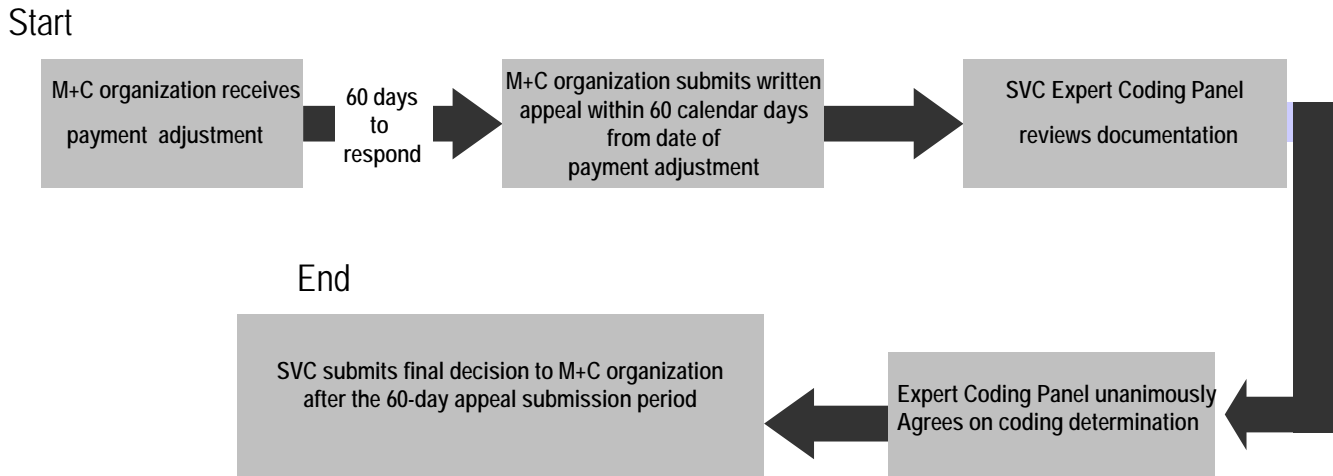 Start
M+C organization receives
payment adjustment
60 days
to
respond
M+C organization submits written
appeal within 60 calendar days
from date of
payment adjustment
SVC Expert Coding Panel
reviews documentation
Expert Coding Panel unanimously
Agrees on coding determination
End
SVC submits final decision to M+C organization
after the 60-day appeal submission period